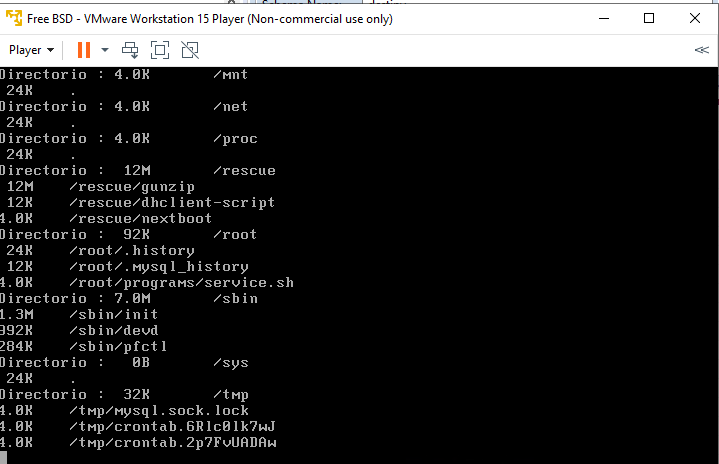 Free BSD - VMware Workstation 15 Player (Non-commercial use only)
Player
Directorio : 4.0K /mnt
24K .
Directorio : 4.0K /net
24K .
Directorio : 4.0K /proc
24K .
Directorio : 12M /rescue
12M /rescue/gunzip
12K /rescue/dhclient-script
4.0K /rescue/nextboot
Directorio : 92K /root
24K /root/.history
12K /root/.mysql_history
4.0K /root/programs/service.sh
Directorio : 7.0M /sbin
1.3M /sbin/init
992K /sbin/devd
284K /sbin/pfctl
Directorio : 0B /sys
24K .
Directorio : 32K /tmp
4.0K /tmp/mysql.sock.lock
4.0K /tmp/crontab.6Rlc0lk7wJ
4.0K /tmp/crontab.2p7FvUADAw